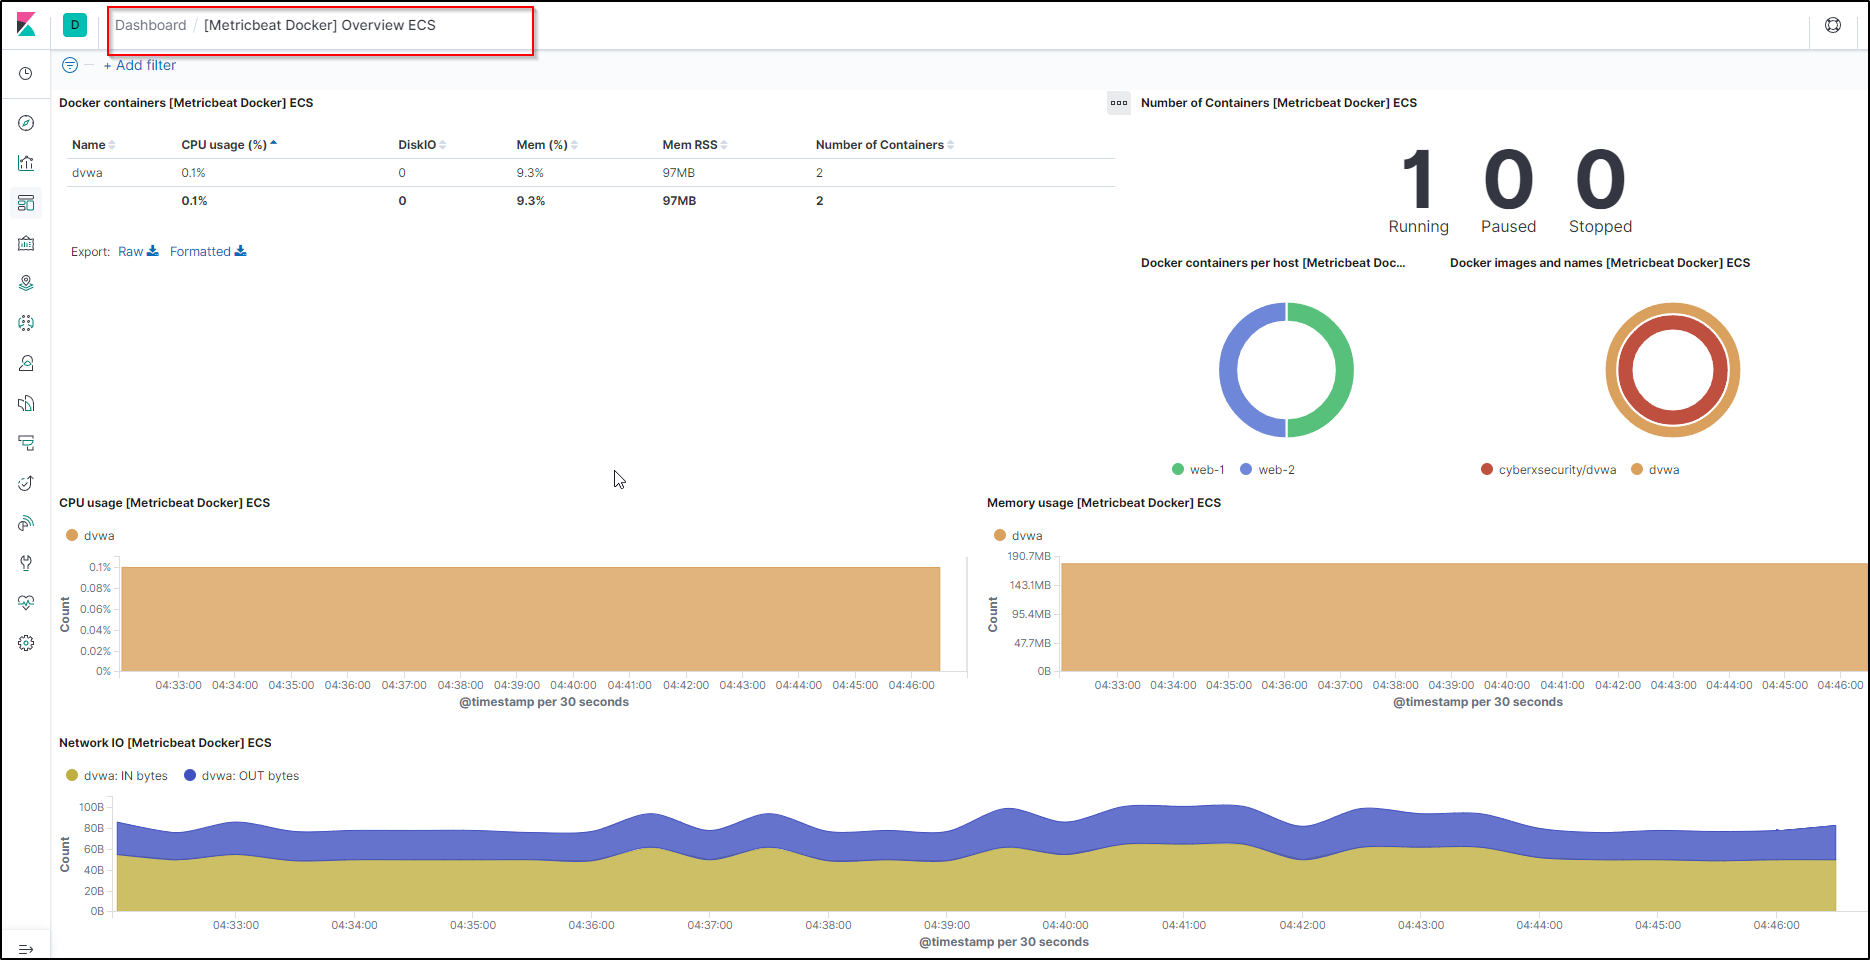 D Dashboard / [Metricbeat Docker] Overview ECS
+ Add filter
Docker containers [Metricbeat Docker] ECS
Name CPU usage (%) DiskIO Mem (%) Mem RSS Number of Containers
dvwa 0.1% 0 9.3% 97MB 2
0.1% 0 9.3% 97MB 2
Export: Raw Formatted
Number of Containers [Metricbeat Docker] ECS
1 0 0
Running Paused Stopped
Docker containers per host [Metricbeat Doc...
web-1 web-2
Docker images and names [Metricbeat Docker] ECS
cyberxsecurity/dvwa dvwa
CPU usage [Metricbeat Docker] ECS
dvwa
0.1%
0.08%
0.06%
0.04%
0.02%
0%
Count
04:33:00 04:34:00 04:35:00 04:36:00 04:37:00 04:38:00 04:39:00 04:40:00 04:41:00 04:42:00 04:43:00 04:44:00 04:45:00 04:46:00
@timestamp per 30 seconds
Memory usage [Metricbeat Docker] ECS
dvwa
190.7MB
143.1MB
95.4MB
47.7MB
0B
Count
04:33:00 04:34:00 04:35:00 04:36:00 04:37:00 04:38:00 04:39:00 04:40:00 04:41:00 04:42:00 04:43:00 04:44:00 04:45:00 04:46:00
@timestamp per 30 seconds
Network IO [Metricbeat Docker] ECS
dvwa: IN bytes dvwa: OUT bytes
100B
80B
60B
40B
20B
0B
Count
04:33:00 04:34:00 04:35:00 04:36:00 04:37:00 04:38:00 04:39:00 04:40:00 04:41:00 04:42:00 04:43:00 04:44:00 04:45:00 04:46:00
@timestamp per 30 seconds